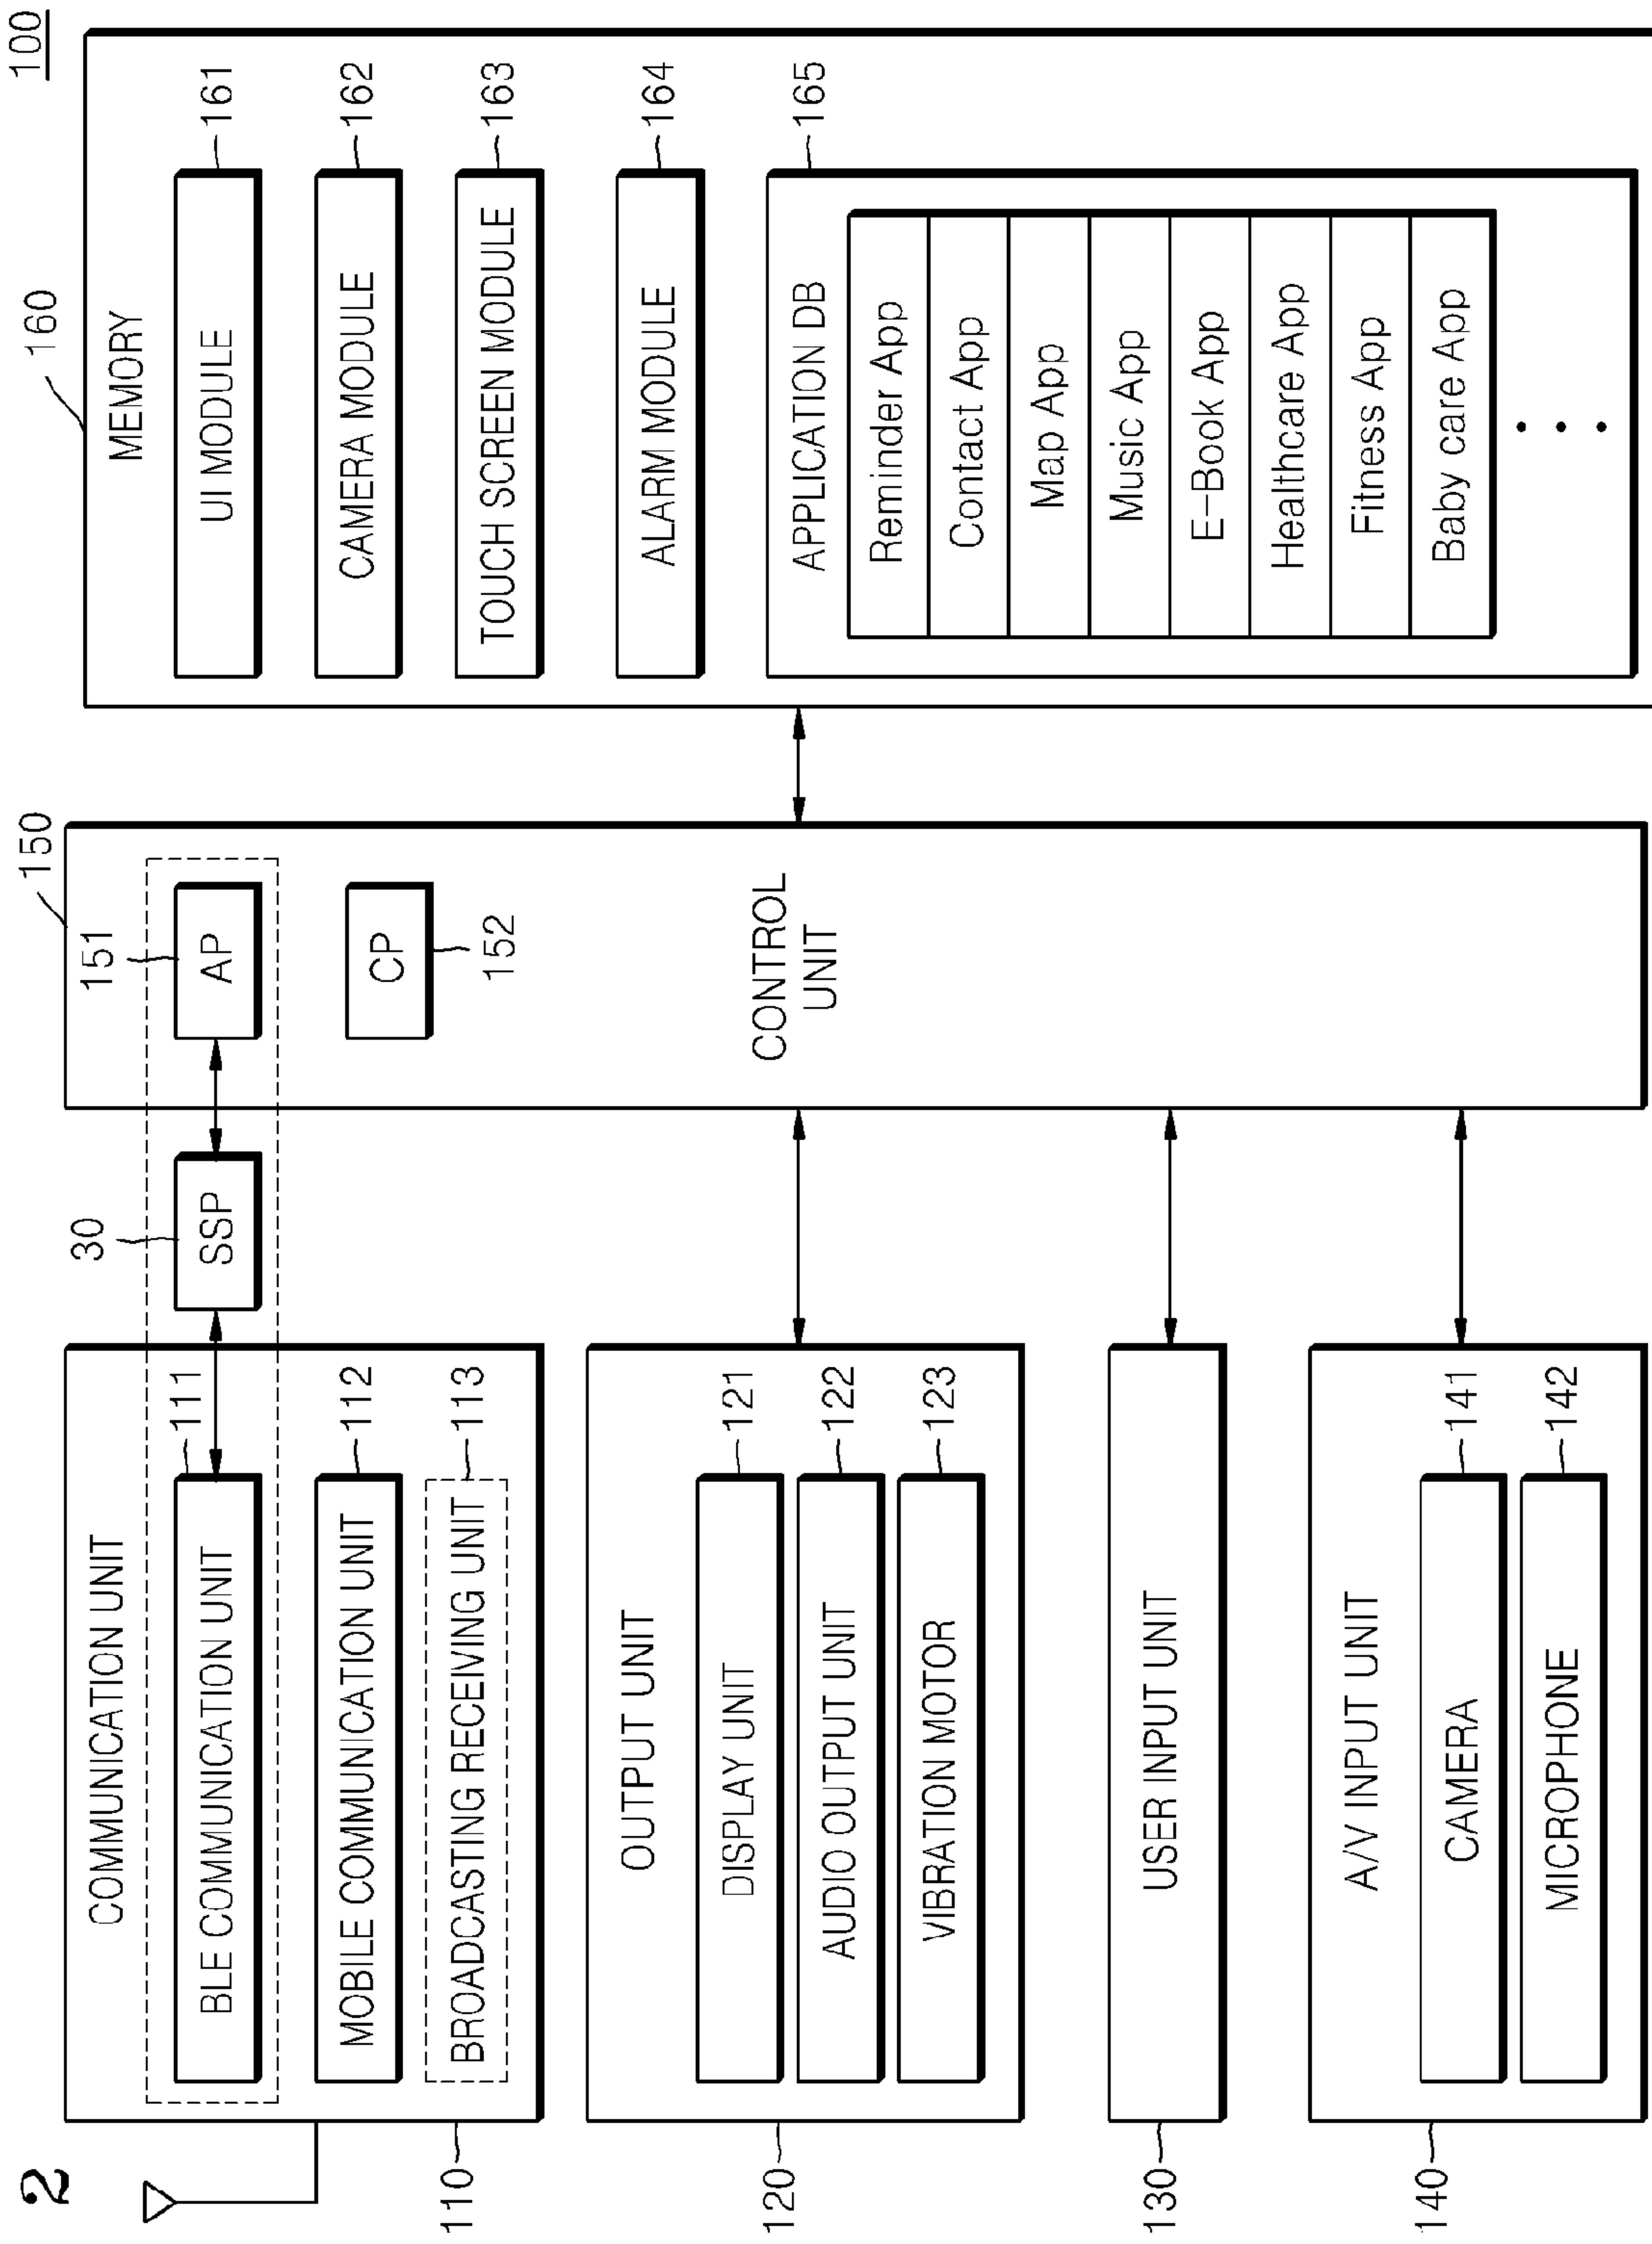 2
100
110
COMMUNICATION UNIT
BLE COMMUNICATION UNIT
111
MOBILE COMMUNICATION UNIT
112
BROADCASTING RECEIVING UNIT
113
120
OUTPUT UNIT
DISPLAY UNIT
121
AUDIO OUTPUT UNIT
122
VIBRATION MOTOR
123
130
USER INPUT UNIT
140
A/V INPUT UNIT
CAMERA
141
MICROPHONE
142
30
SSP
150
151
AP
CP
152
CONTROL
UNIT
160
MEMORY
UI MODULE
161
CAMERA MODULE
162
TOUCH SCREEN MODULE
163
ALARM MODULE
164
APPLICATION DB
165
Reminder App
Contact App
Map App
Music App
E-Book App
Healthcare App
Fitness App
Baby care App